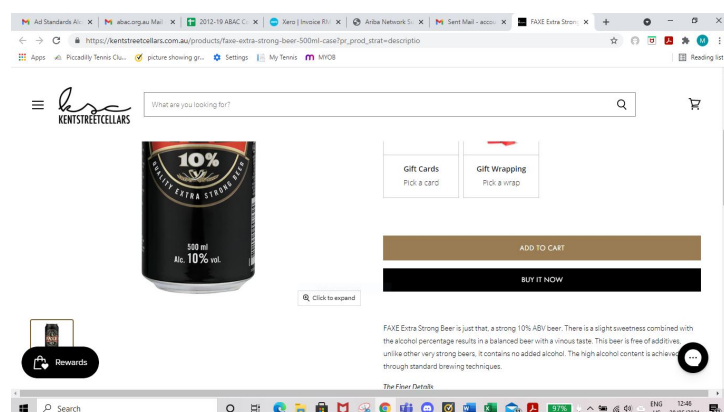 Ad Standards Ale
abac.org.au Mail -
2012-19 ABAC Co
Xero | Invoice RM
Ariba Network Su
Sent Mail - accou
FAXE Extra Strong
https://kentstreetcellars.com.au/products/faxe-extra-strong-beer-500ml-case?pr_prod_strat=descriptio
Apps
Piccadilly Tennis Clu...
picture showing gr...
Settings
My Tennis
MYOB
Reading list
ksc
KENTSTREETCELLARS
What are you looking for?
10%
QUALITY EXTRA STRONG BEER
500 ml
Alc. 10% vol.
Click to expand
Gift Cards
Pick a card
Gift Wrapping
Pick a wrap
ADD TO CART
BUY IT NOW
FAXE Extra Strong Beer is just that, a strong 10% ABV beer. There is a slight sweetness combined with
the alcohol percentage results in a balanced beer with a vinous taste. This beer is free of additives,
unlike other very strong beers, it contains no added alcohol. The high alcohol content is achieved
through standard brewing techniques.
The Finer Details
Rewards
Search
97%
ENG
12:46